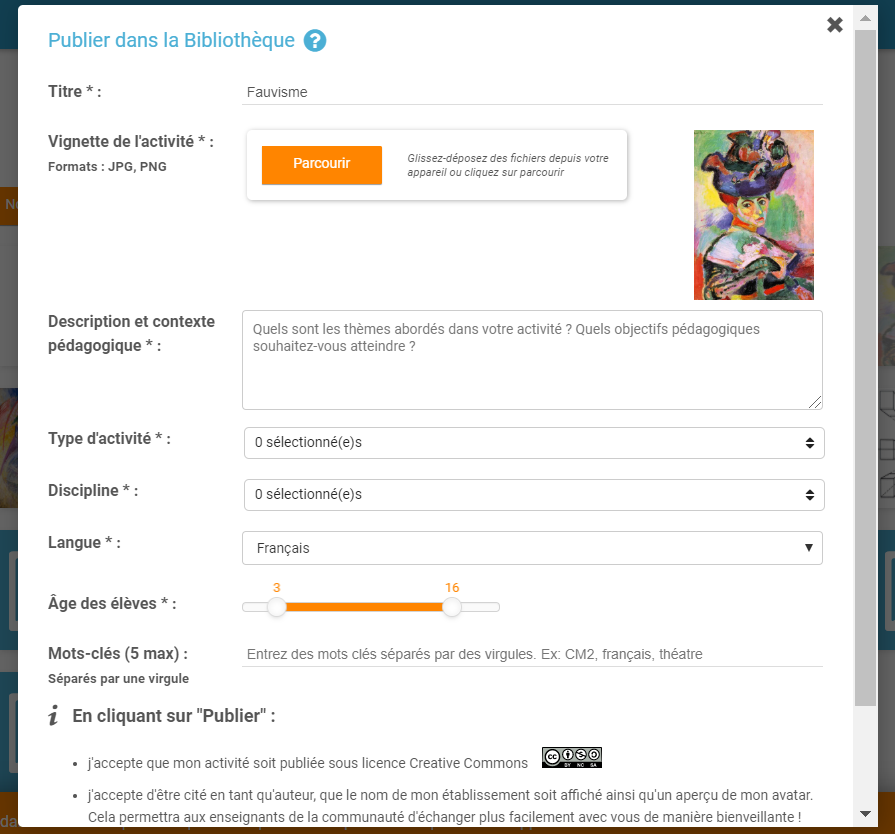 Publier dans la Bibliothèque ?
Titre * :
Fauvisme
Vignette de l'activité * :
Formats : JPG, PNG
Parcourir
Glissez-déposez des fichiers depuis votre
appareil ou cliquez sur parcourir
Description et contexte
pédagogique * :
Quels sont les thèmes abordés dans votre activité ? Quels objectifs pédagogiques
souhaitez-vous atteindre ?
Type d'activité * :
0 sélectionné(e)s
Discipline * :
0 sélectionné(e)s
Langue * :
Français
3 16
Âge des élèves * :
Mots-clés (5 max) :
Entrez des mots clés séparés par des virgules. Ex: CM2, français, théatre
Séparés par une virgule
i En cliquant sur "Publier" :
• j'accepte que mon activité soit publiée sous licence Creative Commons
cc
BY NC SA
• j'accepte d'être cité en tant qu'auteur, que le nom de mon établissement soit affiché ainsi qu'un aperçu de mon avatar.
Cela permettra aux enseignants de la communauté d'échanger plus facilement avec vous de manière bienveillante !